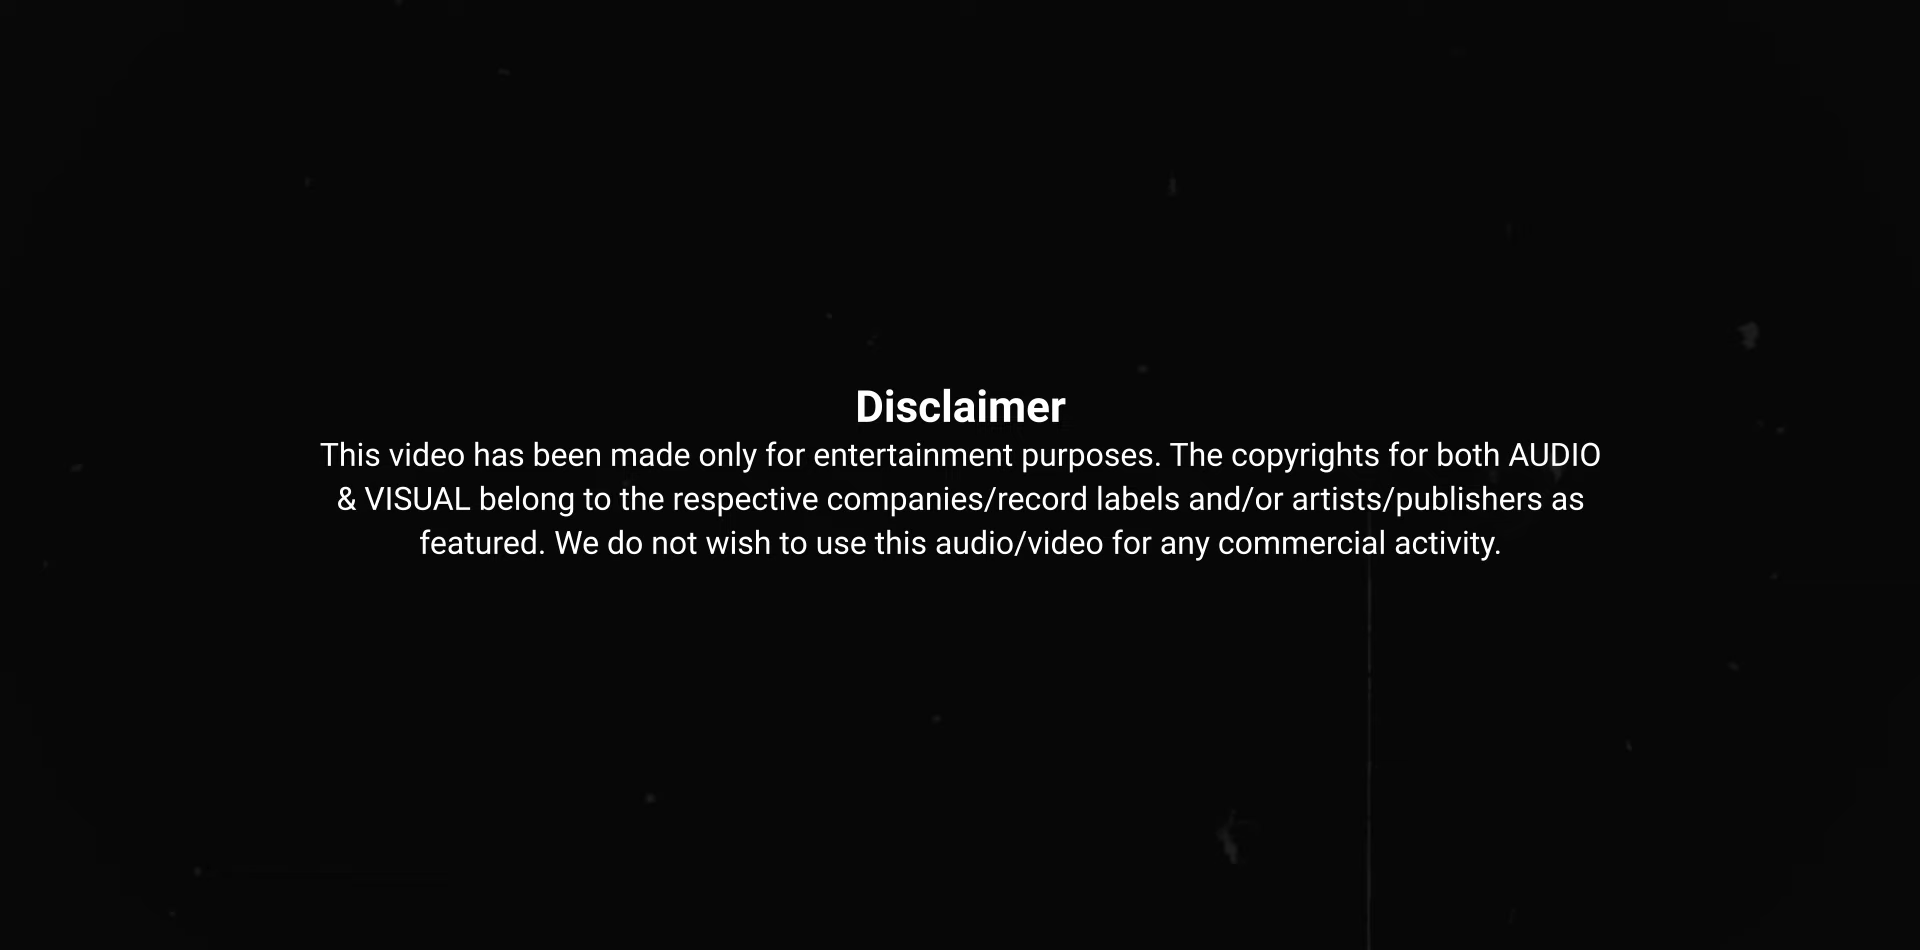 Disclaimer
This video has been made only for entertainment purposes. The copyrights for both AUDIO
& VISUAL belong to the respective companies/record labels and/or artists/publishers as
featured. We do not wish to use this audio/video for any commercial activity.